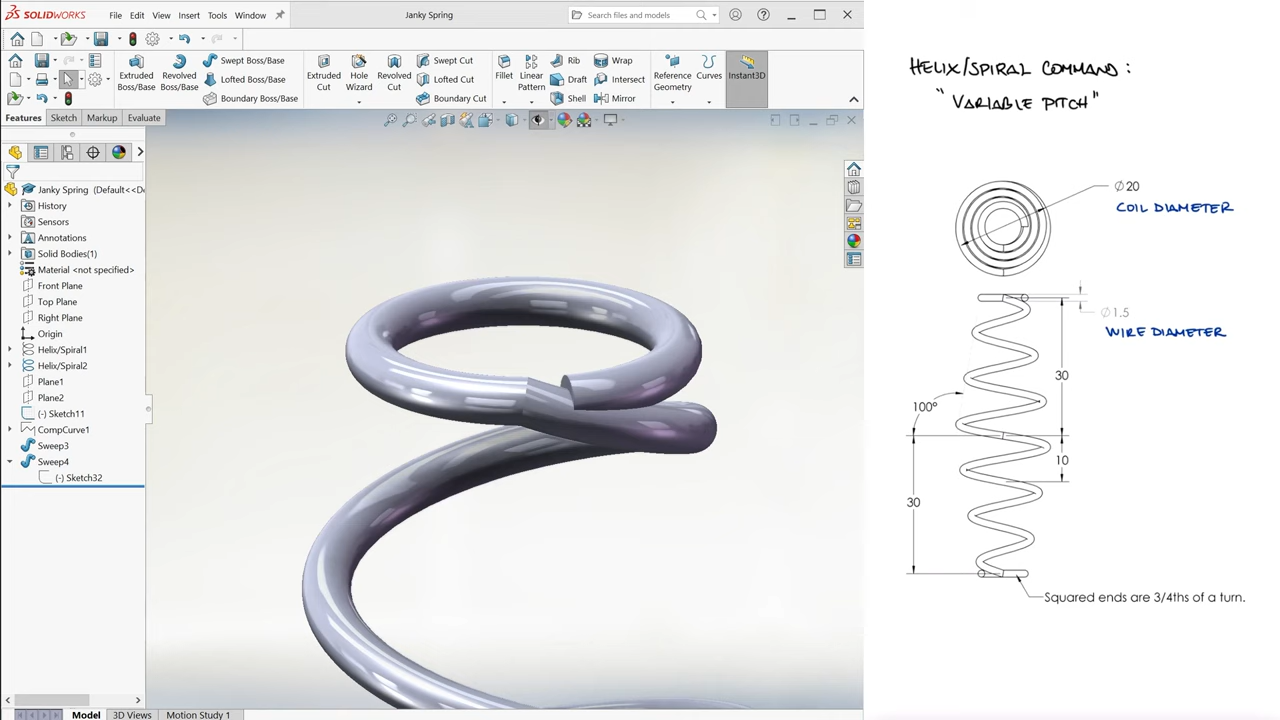 SOLIDWORKS
File Edit View Insert Tools Window
Janky Spring
Search files and models
Extruded Boss/Base
Revolved Boss/Base
Swept Boss/Base
Lofted Boss/Base
Boundary Boss/Base
Extruded Cut
Hole Wizard
Revolved Cut
Swept Cut
Lofted Cut
Boundary Cut
Fillet
Linear Pattern
Rib
Draft
Shell
Wrap
Intersect
Mirror
Reference Geometry
Curves
Instant3D
Features Sketch Markup Evaluate
Janky Spring (Default<<De
History
Sensors
Annotations
Solid Bodies(1)
Material <not specified>
Front Plane
Top Plane
Right Plane
Origin
Helix/Spiral1
Helix/Spiral2
Plane1
Plane2
(-) Sketch11
CompCurve1
Sweep3
Sweep4
(-) Sketch32
Model 3D Views Motion Study 1
HELIX/SPIRAL COMMAND:
"VARIABLE PITCH"
Ø20
COIL DIAMETER
Ø1.5
WIRE DIAMETER
30
100°
10
30
Squared ends are 3/4ths of a turn.